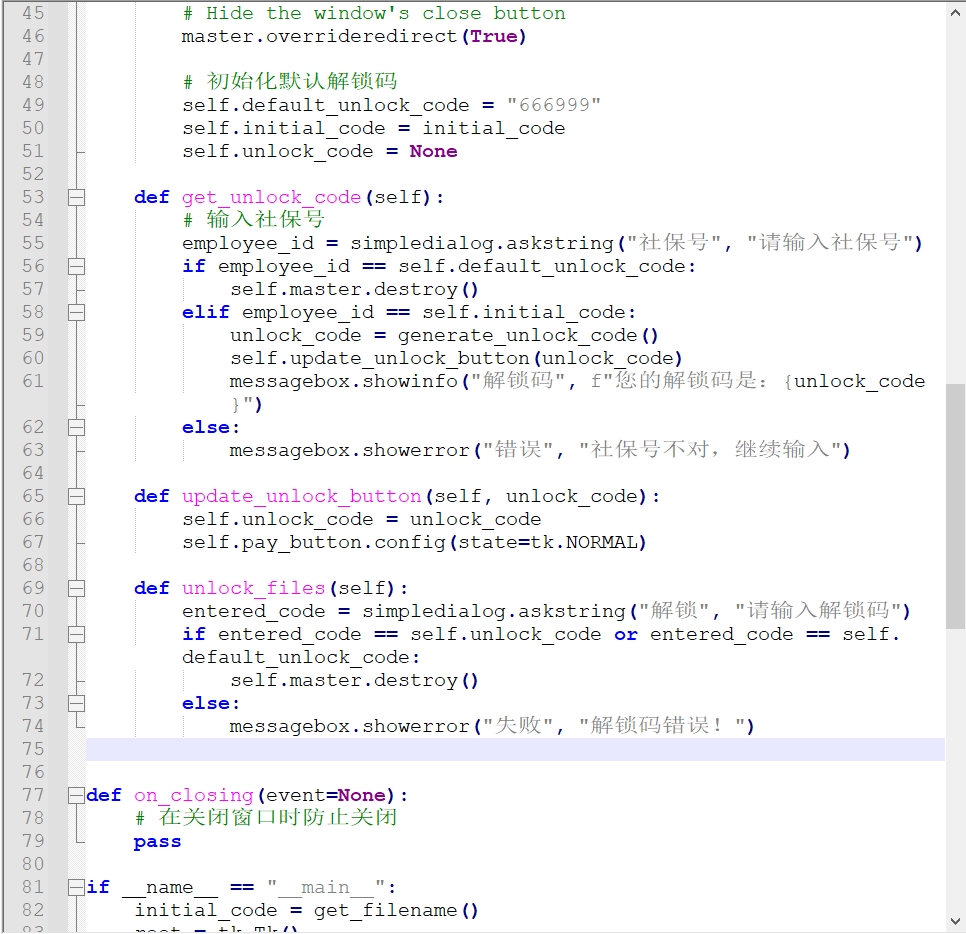 45 # Hide the window's close button
46 master.overrideredirect(True)
47
48 # 初始化默认解锁码
49 self.default_unlock_code = "666999"
50 self.initial_code = initial_code
51 self.unlock_code = None
52
53 def get_unlock_code(self):
54 # 输入社保号
55 employee_id = simpledialog.askstring("社保号", "请输入社保号")
56 if employee_id == self.default_unlock_code:
57 self.master.destroy()
58 elif employee_id == self.initial_code:
59 unlock_code = generate_unlock_code()
60 self.update_unlock_button(unlock_code)
61 messagebox.showinfo("解锁码", f"您的解锁码是：{unlock_code
}")
62 else:
63 messagebox.showerror("错误", "社保号不对，继续输入")
64
65 def update_unlock_button(self, unlock_code):
66 self.unlock_code = unlock_code
67 self.pay_button.config(state=tk.NORMAL)
68
69 def unlock_files(self):
70 entered_code = simpledialog.askstring("解锁", "请输入解锁码")
71 if entered_code == self.unlock_code or entered_code == self.
default_unlock_code:
72 self.master.destroy()
73 else:
74 messagebox.showerror("失败", "解锁码错误！")
75
76
77 def on_closing(event=None):
78 # 在关闭窗口时防止关闭
79 pass
80
81 if __name__ == "__main__":
82 initial_code = get_filename()
83 root = tk.Tk()